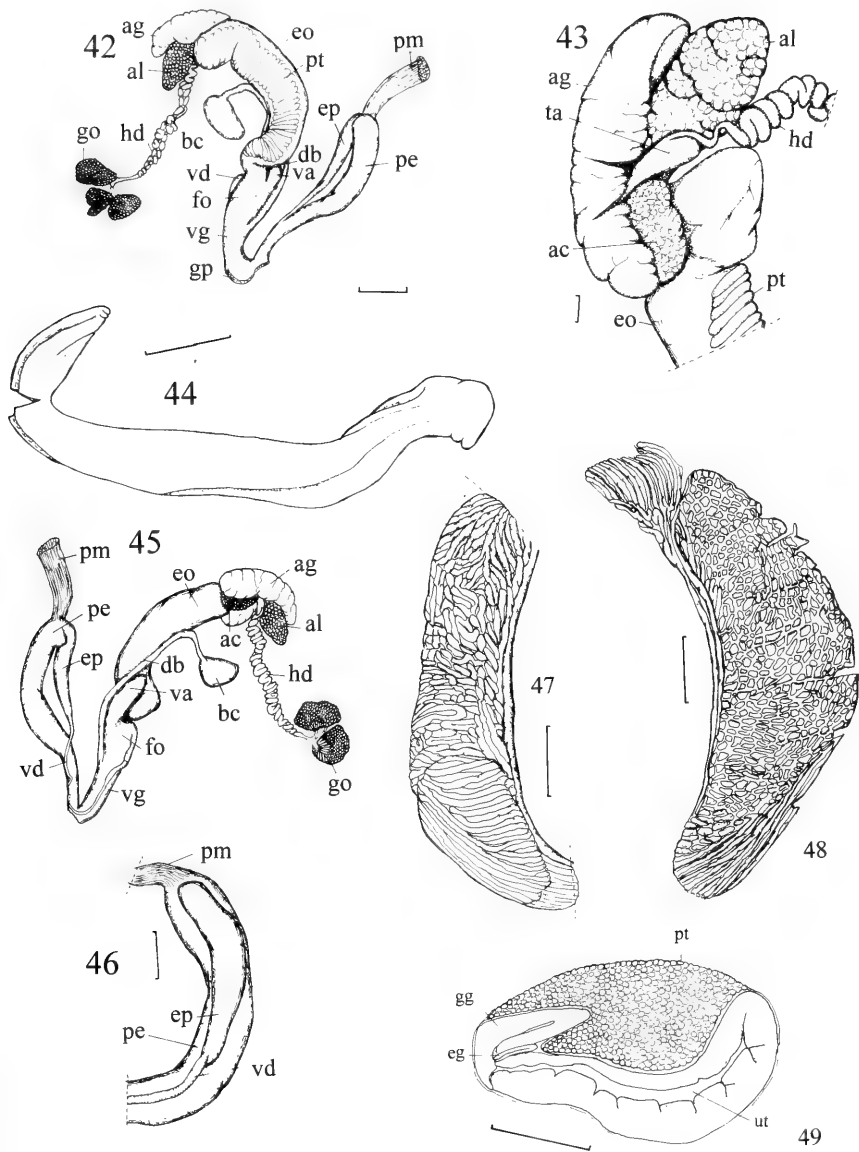 42
ag
al
eo
pt
pm
ep
go
hd
bc
pe
db
vd
va
fo
vg
gp
43
al
ag
ta
hd
ac
pt
eo
44
45
pm
ag
eo
pe
al
ac
ep
hd
db
va
bc
fo
vd
vg
go
47
48
pm
46
ep
pe
vd
pt
gg
eg
ut
49